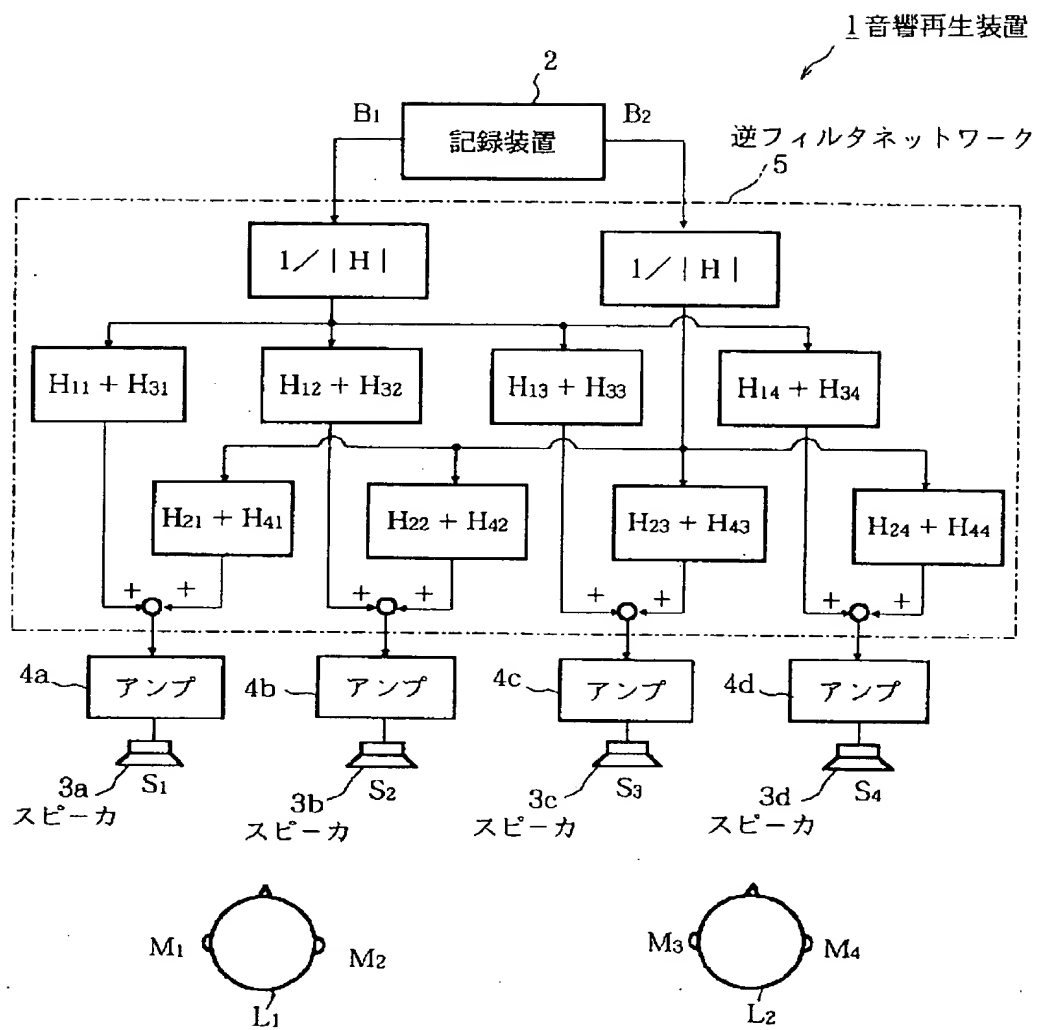 1 音響再生装置
2
B1
B2
記録装置
逆フィルタネットワーク
5
1／| H |
1／| H |
H11 + H31
H12 + H32
H13 + H33
H14 + H34
H21 + H41
H22 + H42
H23 + H43
H24 + H44
+ +
+ +
+ +
+ +
4a
アンプ
4b
アンプ
4c
アンプ
4d
アンプ
3a
スピーカ
S1
3b
スピーカ
S2
3c
スピーカ
S3
3d
スピーカ
S4
M1
M2
M3
M4
L1
L2